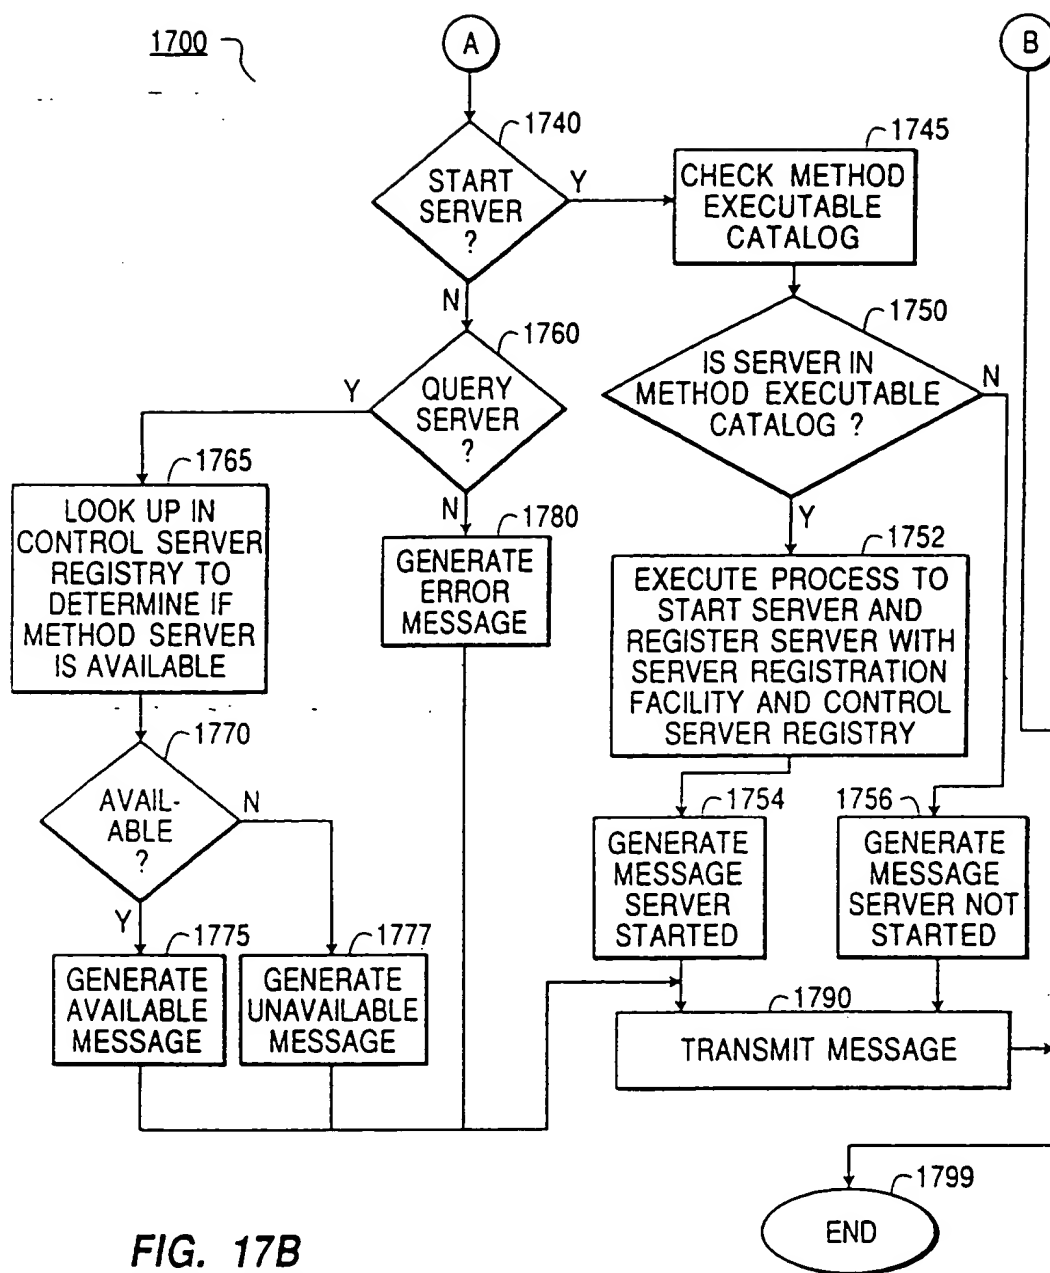 1700
A
B
1740
START
SERVER
?
Y
N
1745
CHECK METHOD
EXECUTABLE
CATALOG
1750
IS SERVER IN
METHOD EXECUTABLE
CATALOG ?
N
Y
1760
QUERY
SERVER
?
Y
N
1765
LOOK UP IN
CONTROL SERVER
REGISTRY TO
DETERMINE IF
METHOD SERVER
IS AVAILABLE
1780
GENERATE
ERROR
MESSAGE
1752
EXECUTE PROCESS TO
START SERVER AND
REGISTER SERVER WITH
SERVER REGISTRATION
FACILITY AND CONTROL
SERVER REGISTRY
1770
AVAIL-
ABLE
?
N
Y
1754
GENERATE
MESSAGE
SERVER
STARTED
1756
GENERATE
MESSAGE
SERVER NOT
STARTED
1775
GENERATE
AVAILABLE
MESSAGE
1777
GENERATE
UNAVAILABLE
MESSAGE
1790
TRANSMIT MESSAGE
1799
END
FIG. 17B